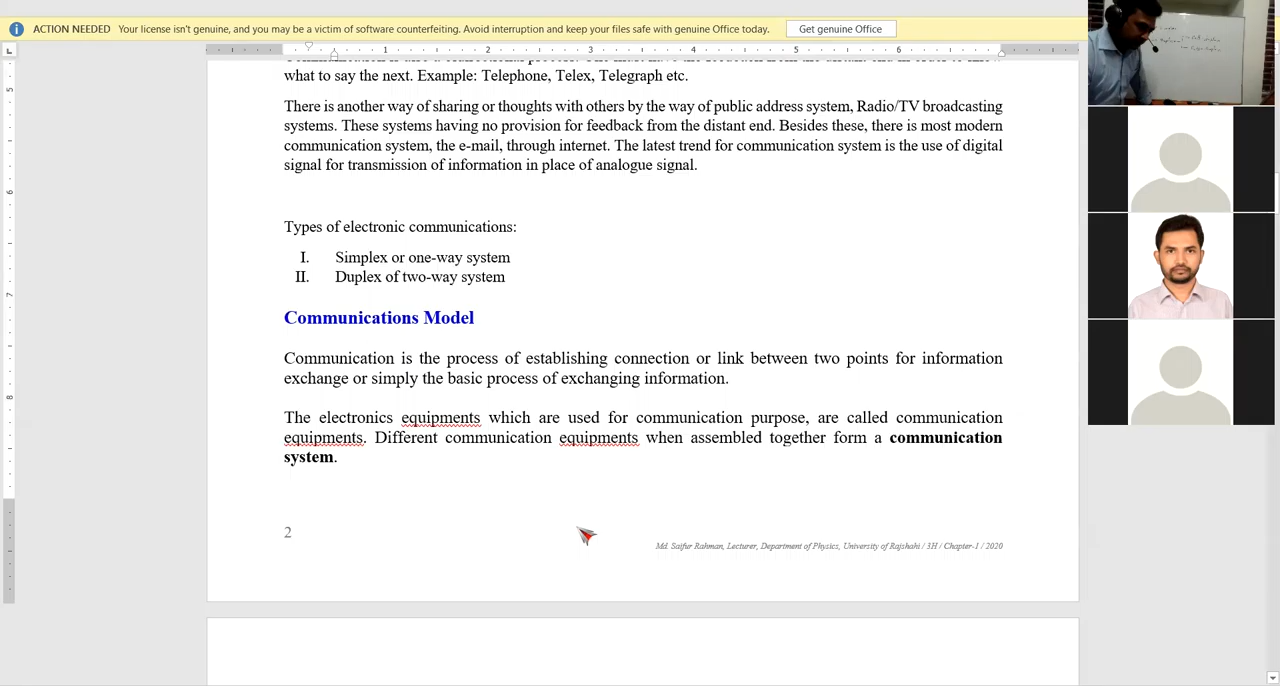 ACTION NEEDED Your license isn't genuine, and you may be a victim of software counterfeiting. Avoid interruption and keep your files safe with genuine Office today. Get genuine Office
1 2 3 4 5 6
what to say the next. Example: Telephone, Telex, Telegraph etc.
There is another way of sharing or thoughts with others by the way of public address system, Radio/TV broadcasting
systems. These systems having no provision for feedback from the distant end. Besides these, there is most modern
communication system, the e-mail, through internet. The latest trend for communication system is the use of digital
signal for transmission of information in place of analogue signal.
Types of electronic communications:
I. Simplex or one-way system
II. Duplex of two-way system
Communications Model
Communication is the process of establishing connection or link between two points for information
exchange or simply the basic process of exchanging information.
The electronics equipments which are used for communication purpose, are called communication
equipments. Different communication equipments when assembled together form a communication
system.
2
Md. Saifur Rahman, Lecturer, Department of Physics, University of Rajshahi / 3H / Chapter-1 / 2020